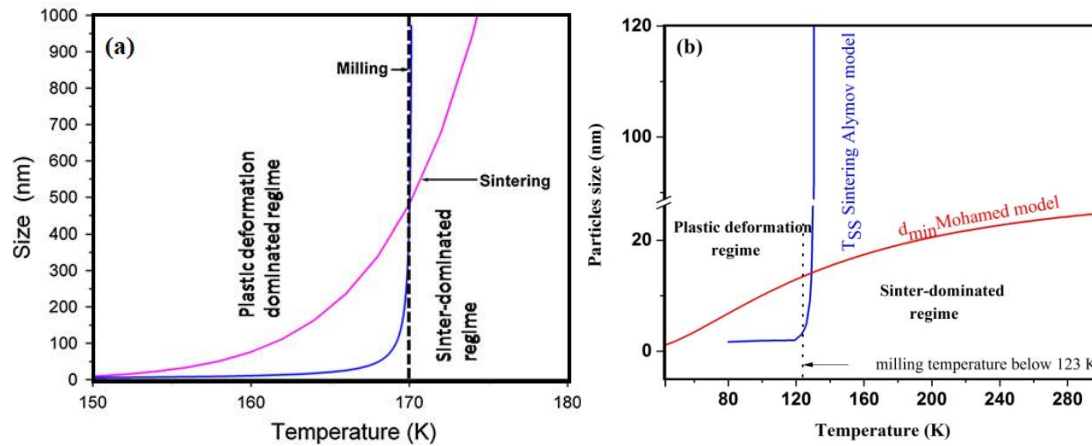 (a)
1000
900
800
700
600
500
400
300
200
100
0
Size (nm)
Milling
Sintering
Plastic deformation
dominated regime
Sinter-dominated
regime
150
160
170
180
Temperature (K)
(b)
120
100
20
0
Particles size (nm)
T_SS Sintering Alymov model
d_min Mohamed model
Plastic deformation
regime
Sinter-dominated
regime
milling temperature below 123 K
80
120
160
200
240
280
Temperature (K)